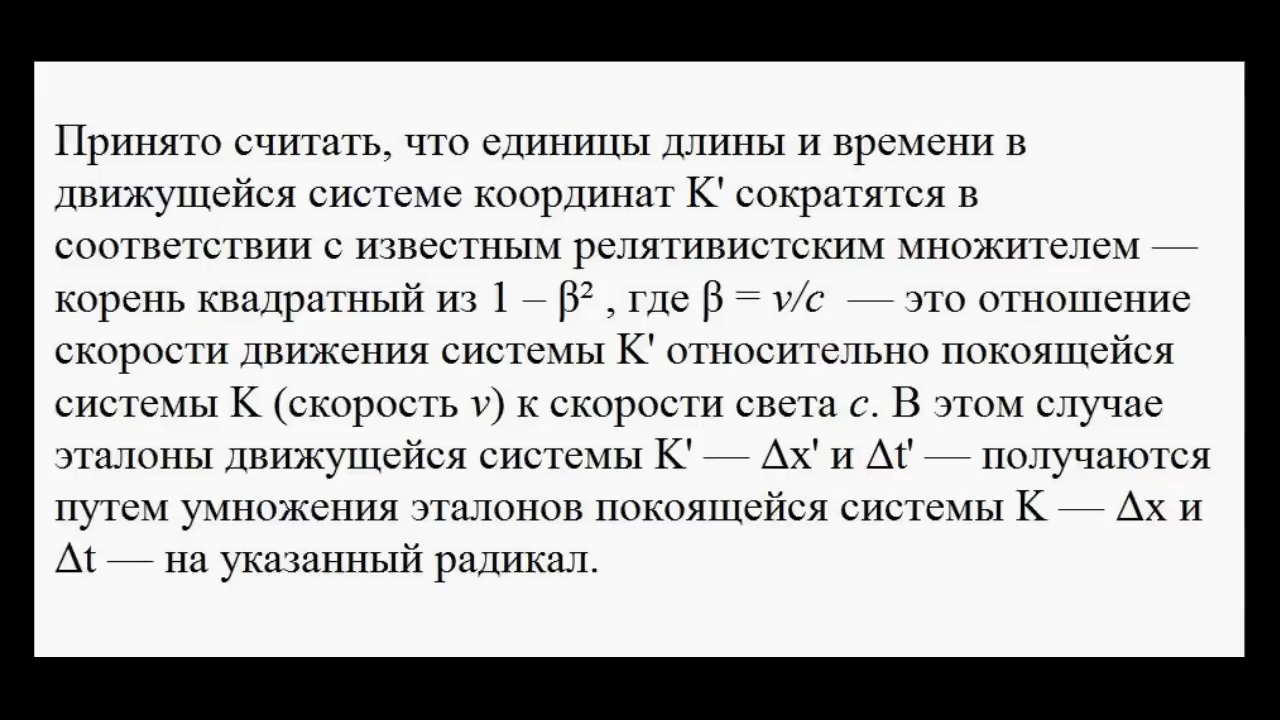 Принято считать, что единицы длины и времени в
движущейся системе координат K' сократятся в
соответствии с известным релятивистским множителем —
корень квадратный из 1 – β² , где β = v/c — это отношение
скорости движения системы K' относительно покоящейся
системы K (скорость v) к скорости света c. В этом случае
эталоны движущейся системы K' — Δx' и Δt' — получаются
путем умножения эталонов покоящейся системы K — Δx и
Δt — на указанный радикал.